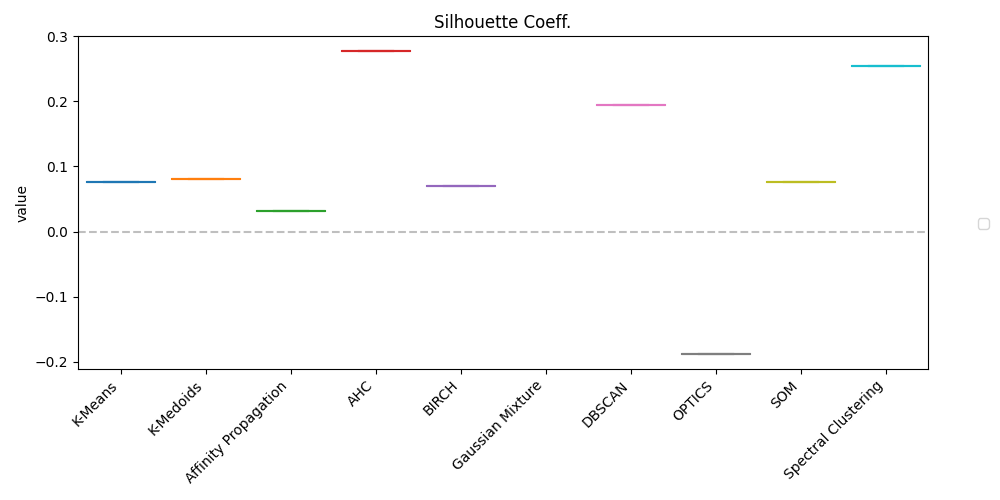 Silhouette Coeff.
value
0.3
0.2
0.1
0.0
−0.1
−0.2
K-Means
K-Medoids
Affinity Propagation
AHC
BIRCH
Gaussian Mixture
DBSCAN
OPTICS
SOM
Spectral Clustering